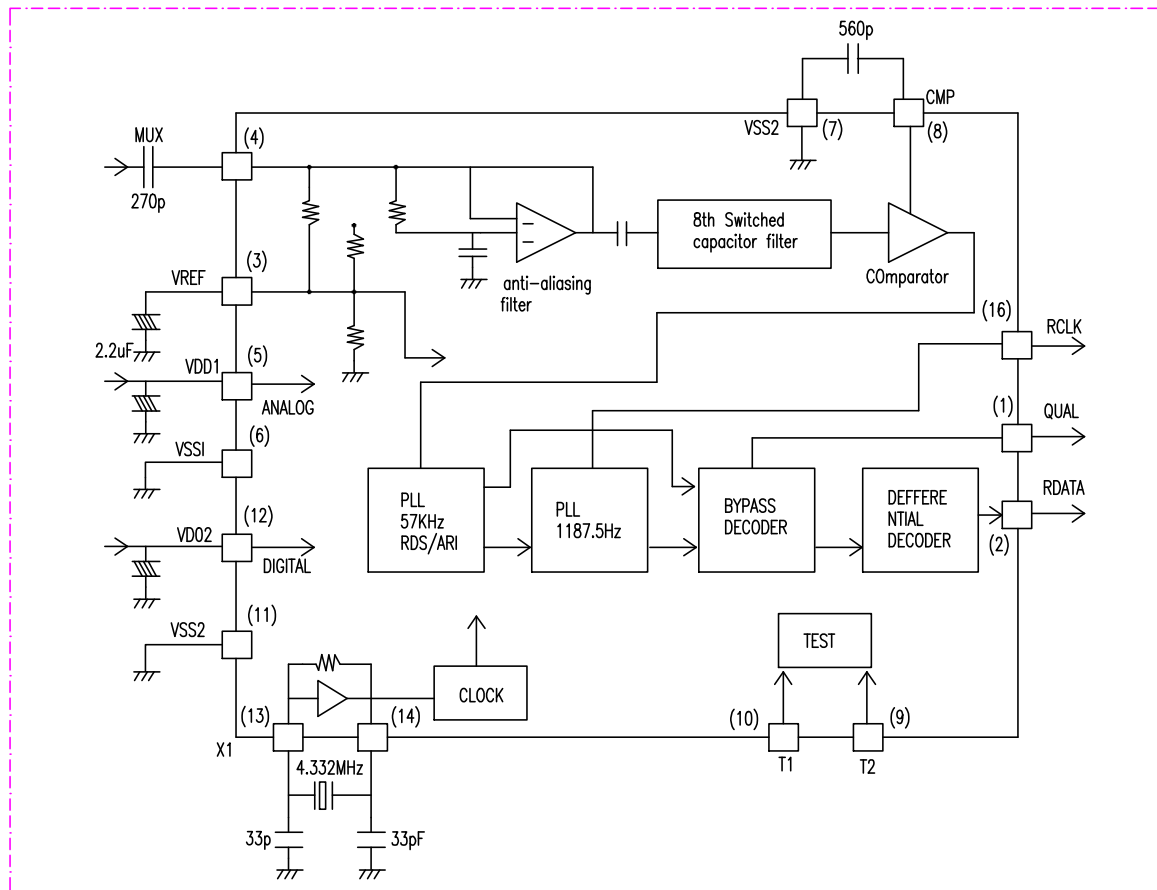 560p
CMP
VSS2
(7)
(8)
MUX
(4)
270p
8th Switched
capacitor filter
COmparator
anti-aliasing
filter
VREF
(3)
2.2uF
VDD1
(5)
ANALOG
VSS1
(6)
(16)
RCLK
(1)
QUAL
RDATA
(2)
PLL
57KHz
RDS/ARI
PLL
1187.5Hz
BYPASS
DECODER
DEFFERE
NTIAL
DECODER
(12)
VDO2
DIGITAL
(11)
VSS2
TEST
CLOCK
(13)
(14)
(10)
(9)
X1
T1
T2
4.332MHz
33p
33pF